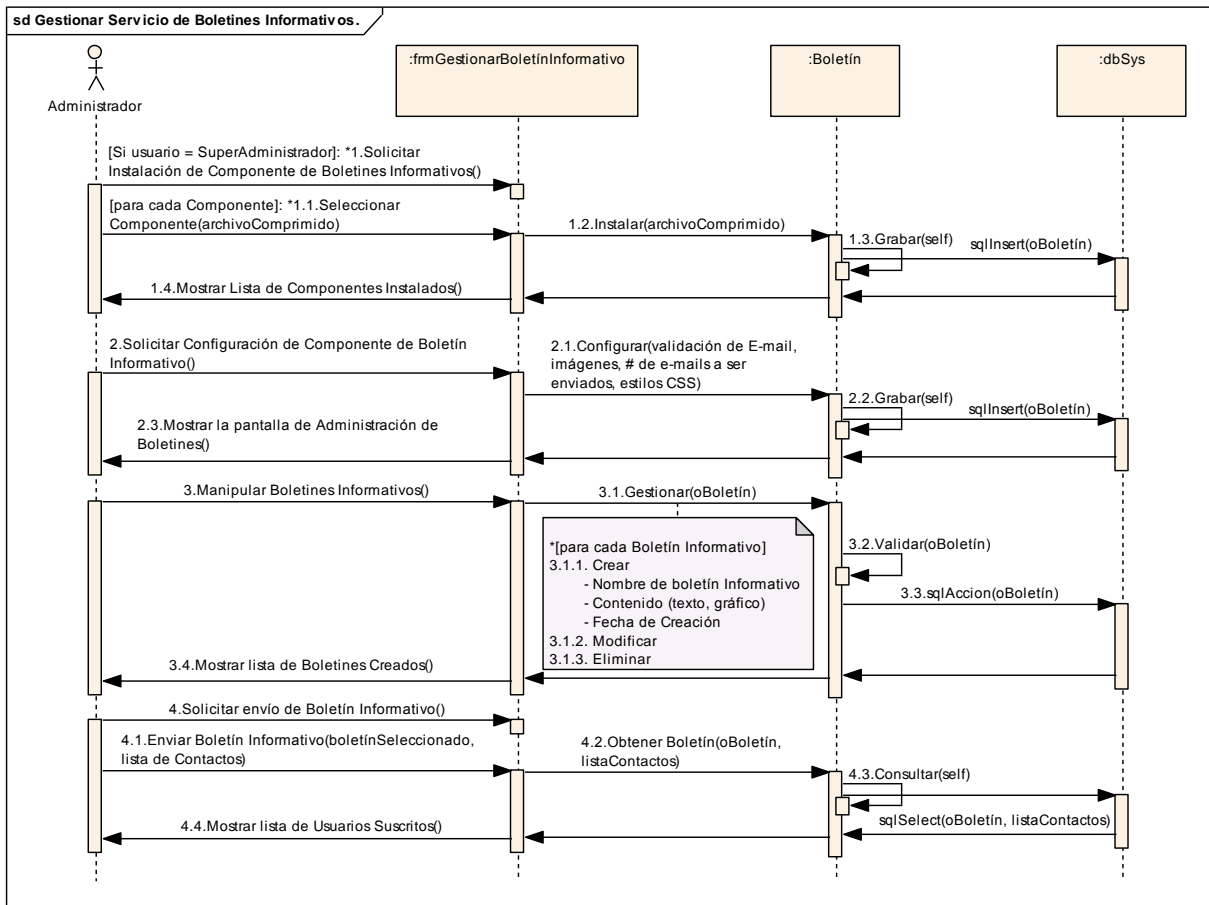 sd Gestionar Servicio de Boletines Informativos.
Administrador
:frmGestionarBoletínInformativo
:Boletín
:dbSys
[Si usuario = SuperAdministrador]: *1.Solicitar
Instalación de Componente de Boletines Informativos()
[para cada Componente]: *1.1.Seleccionar
Componente(archivoComprimido)
1.2.Instalar(archivoComprimido)
1.3.Grabar(self)
sqlInsert(oBoletín)
1.4.Mostrar Lista de Componentes Instalados()
2.Solicitar Configuración de Componente de Boletín
Informativo()
2.1.Configurar(validación de E-mail,
imágenes, # de e-mails a ser
enviados, estilos CSS)
2.2.Grabar(self)
sqlInsert(oBoletín)
2.3.Mostrar la pantalla de Administración de
Boletines()
3.Manipular Boletines Informativos()
3.1.Gestionar(oBoletín)
*[para cada Boletín Informativo]
3.1.1. Crear
- Nombre de boletín Informativo
- Contenido (texto, gráfico)
- Fecha de Creación
3.1.2. Modificar
3.1.3. Eliminar
3.2.Validar(oBoletín)
3.3.sqlAccion(oBoletín)
3.4.Mostrar lista de Boletines Creados()
4.Solicitar envío de Boletín Informativo()
4.1.Enviar Boletín Informativo(boletínSeleccionado,
lista de Contactos)
4.2.Obtener Boletín(oBoletín,
listaContactos)
4.3.Consultar(self)
sqlSelect(oBoletín, listaContactos)
4.4.Mostrar lista de Usuarios Suscritos()